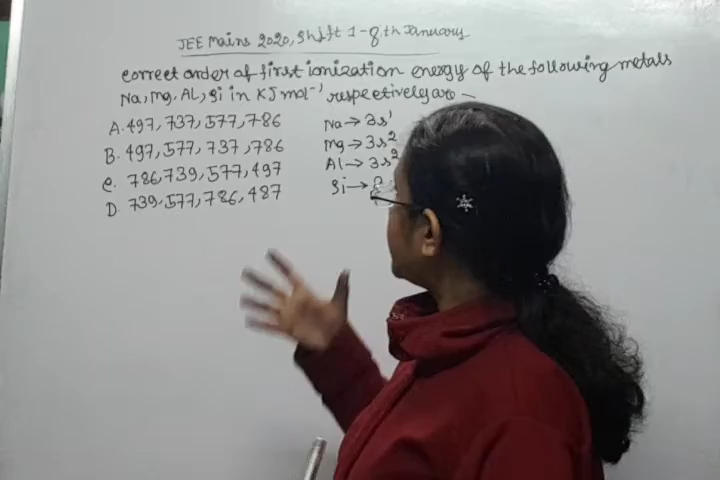 JEE Mains 2020, Shift 1-8th January
correct order of first ionization energy of the following metals
Na, Mg, Al, Si in KJ mol⁻¹ respectively are -
A. 497, 737, 577, 786
B. 497, 577, 737, 786
C. 786, 739, 577, 497
D. 739, 577, 786, 487
Na → 3s¹
Mg → 3s²
Al → 3s²
Si →